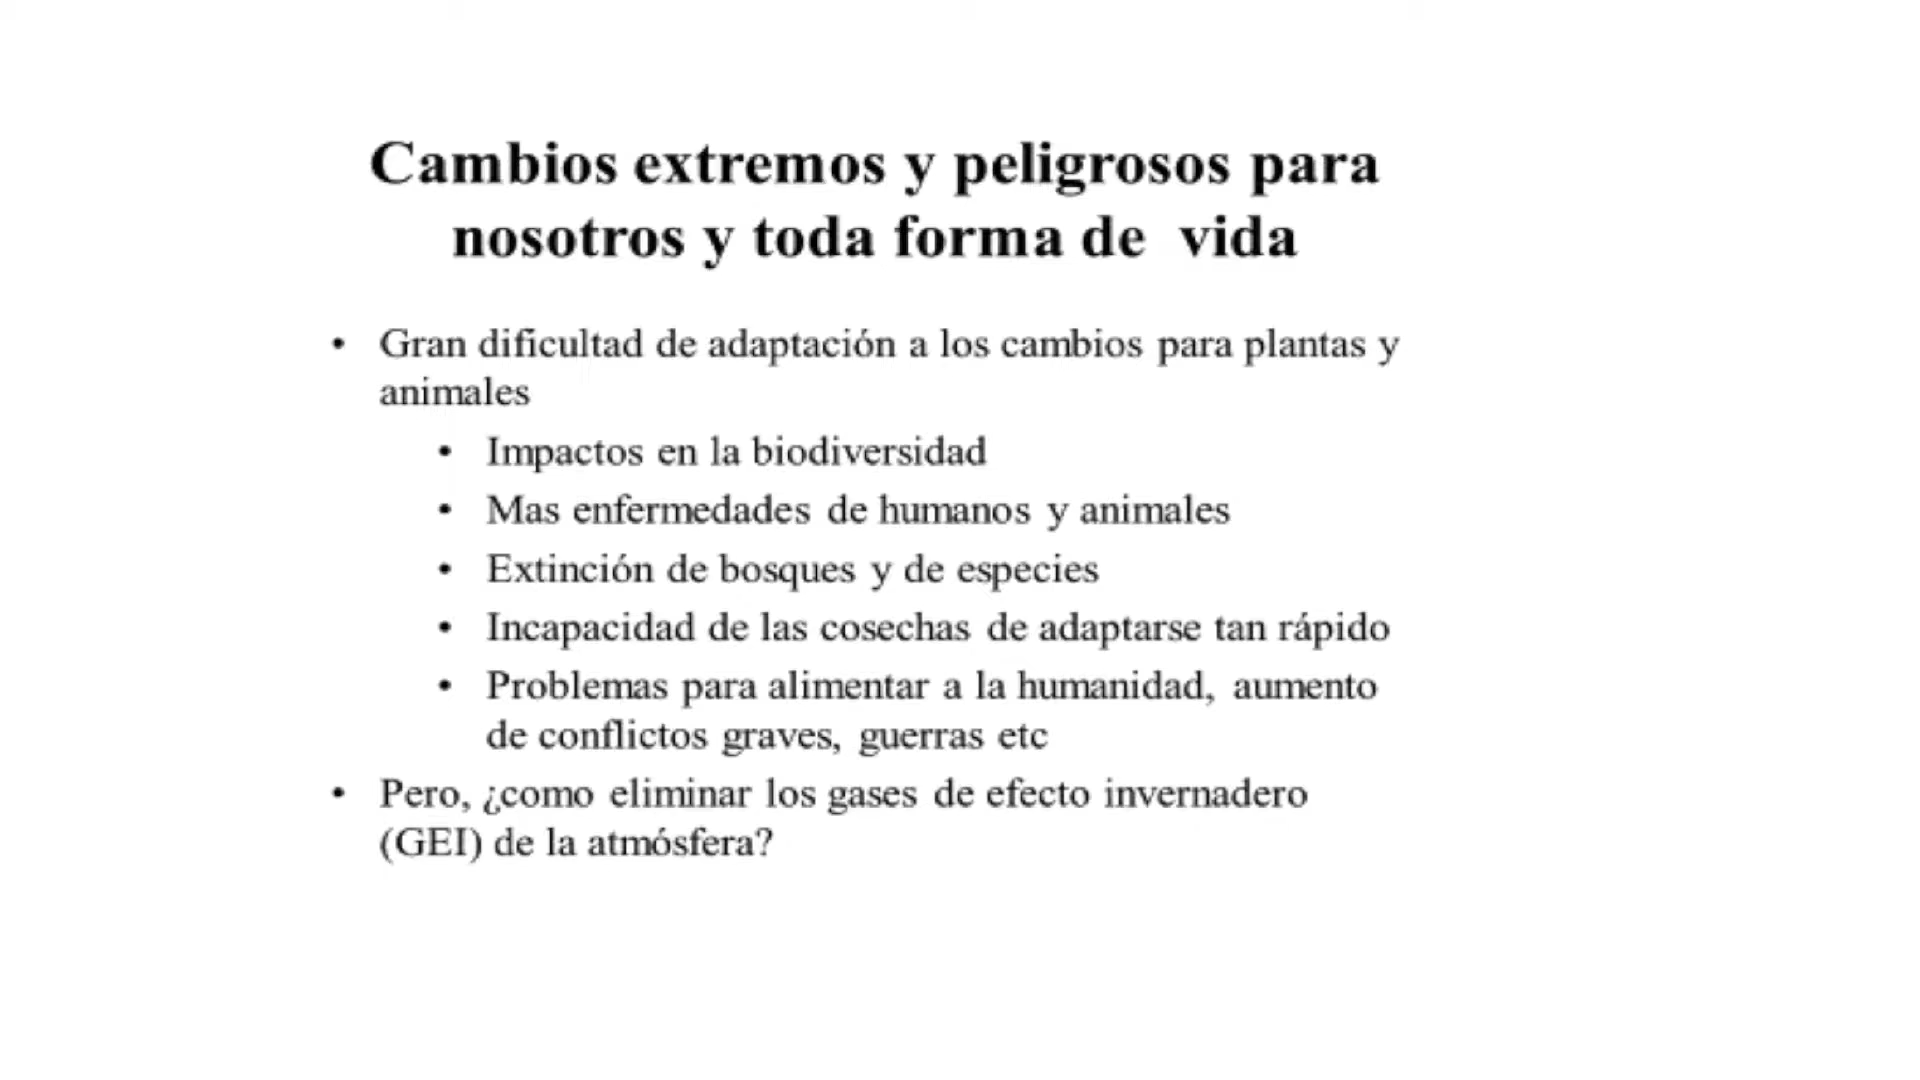 Cambios extremos y peligrosos para
nosotros y toda forma de vida
• Gran dificultad de adaptación a los cambios para plantas y
animales
• Impactos en la biodiversidad
• Mas enfermedades de humanos y animales
• Extinción de bosques y de especies
• Incapacidad de las cosechas de adaptarse tan rápido
• Problemas para alimentar a la humanidad, aumento
de conflictos graves, guerras etc
• Pero, ¿como eliminar los gases de efecto invernadero
(GEI) de la atmósfera?